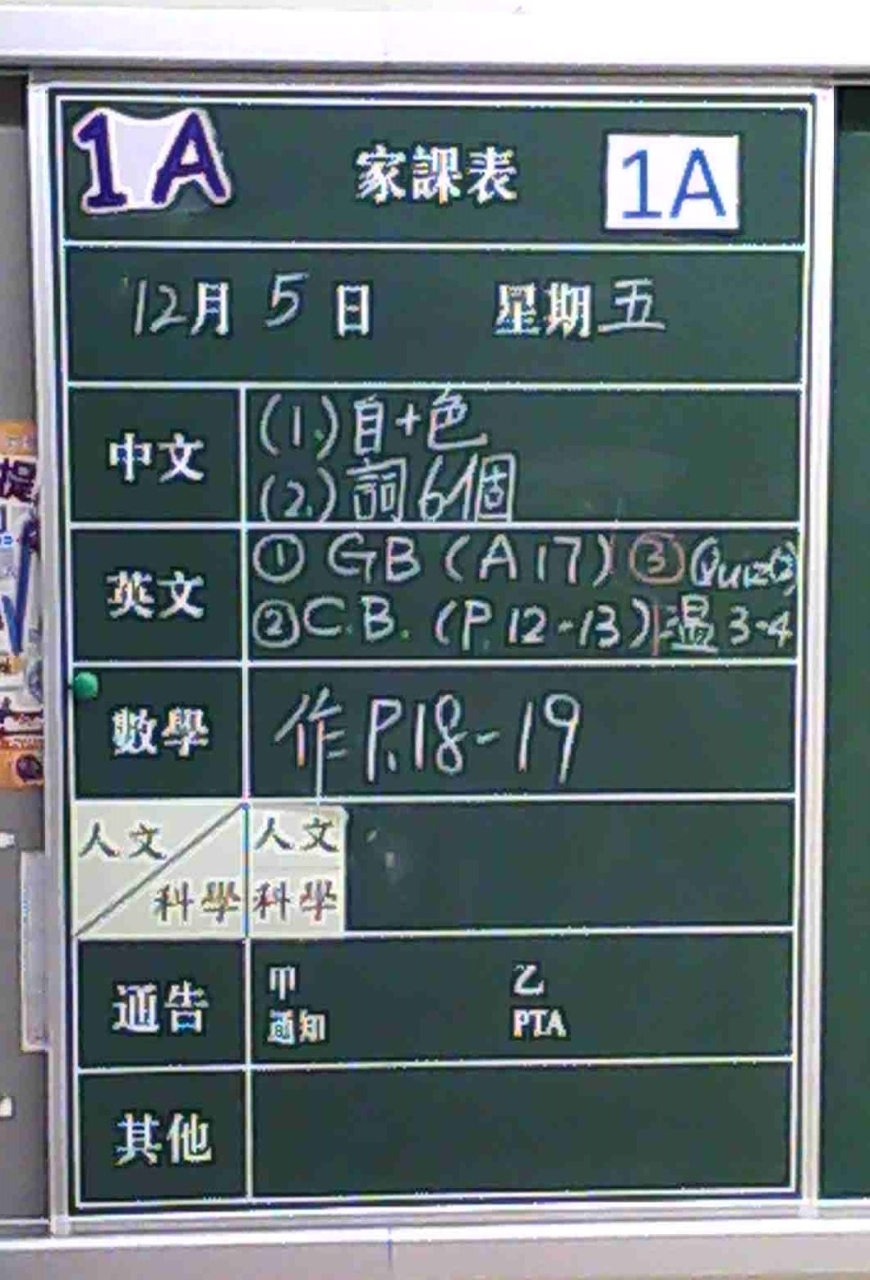 1A 家課表 1A
12月 5 日 星期五
中文
(1.) 自+色
(2.) 詞6個
英文
① GB (A17) ③ Quiz(2)
② C.B. (P.12-13) 溫 3-4
數學
作 P.18-19
人文 人文
科學 科學
通告
甲 乙
通知 PTA
其他